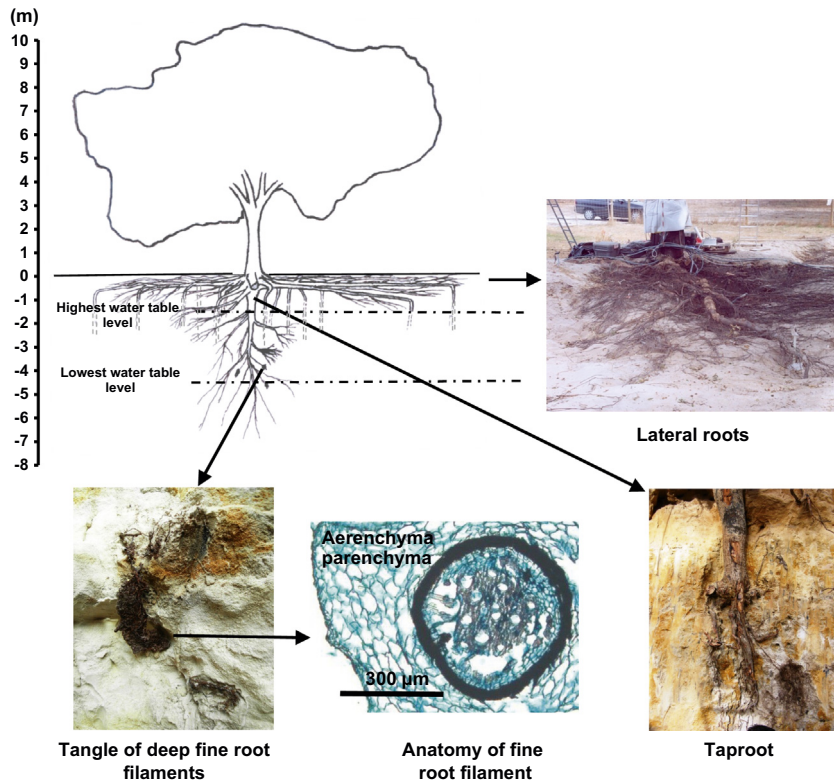 (m)
10
9
8
7
6
5
4
3
2
1
0
-1
Highest water table
level
-2
-3
Lowest water table
level
-4
-5
-6
-7
-8
Lateral roots
Aerenchyma
parenchyma
300 µm
Tangle of deep fine root
filaments
Anatomy of fine
root filament
Taproot